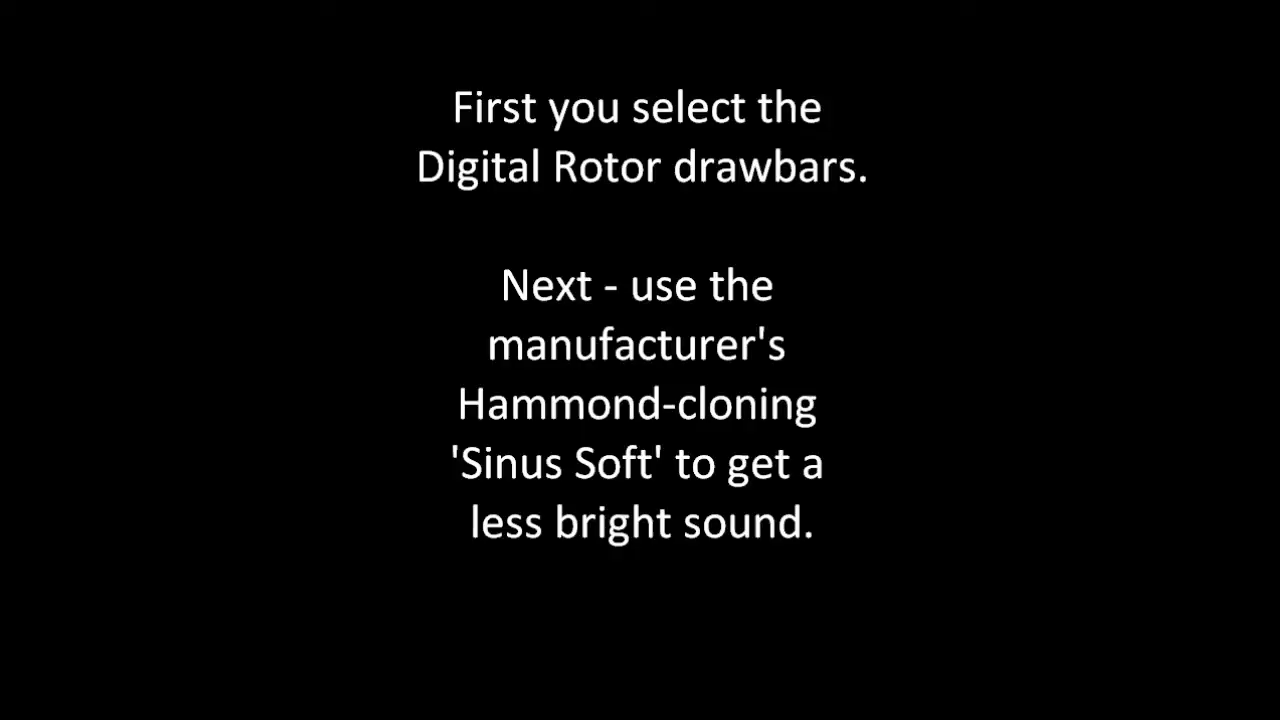 First you select the
Digital Rotor drawbars.
Next - use the
manufacturer's
Hammond-cloning
'Sinus Soft' to get a
less bright sound.